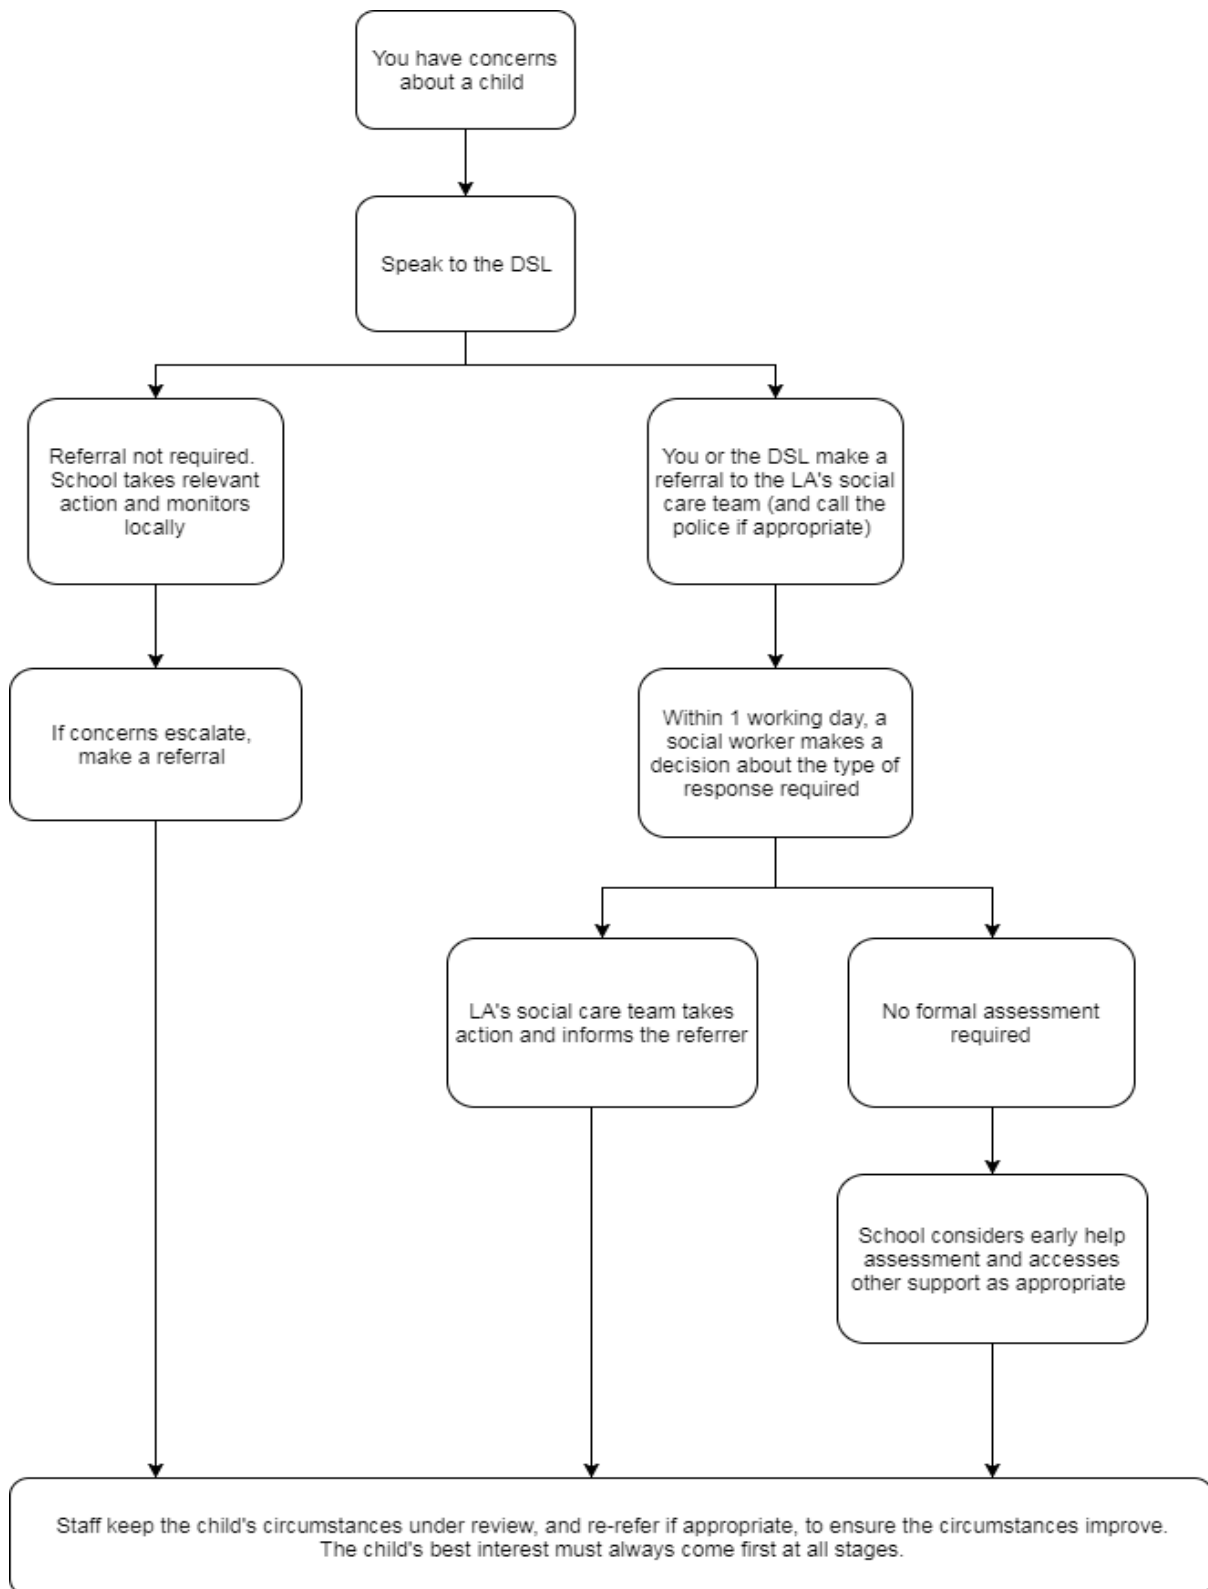 You have concerns
about a child
Speak to the DSL
Referral not required.
School takes relevant
action and monitors
locally
You or the DSL make a
referral to the LA's social
care team (and call the
police if appropriate)
If concerns escalate,
make a referral
Within 1 working day, a
social worker makes a
decision about the type of
response required
LA's social care team takes
action and informs the referrer
No formal assessment
required
School considers early help
assessment and accesses
other support as appropriate
Staff keep the child's circumstances under review, and re-refer if appropriate, to ensure the circumstances improve.
The child's best interest must always come first at all stages.